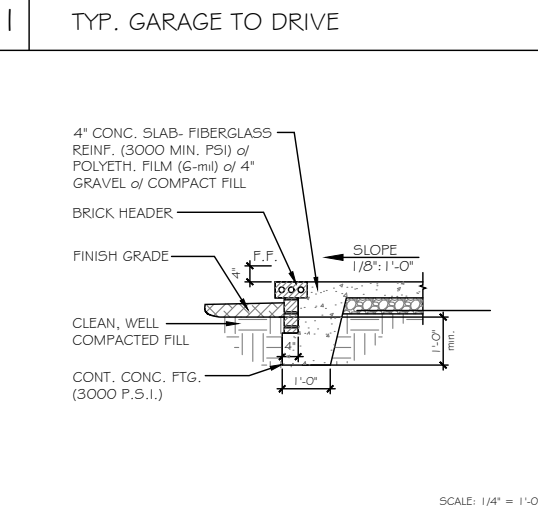 1 TYP. GARAGE TO DRIVE
4" CONC. SLAB- FIBERGLASS
REINF. (3000 MIN. PSI) o/
POLYETH. FILM (6-mil) o/ 4"
GRAVEL o/ COMPACT FILL
BRICK HEADER
FINISH GRADE
F.F.
4"
SLOPE
1/8":1'-0"
CLEAN, WELL
COMPACTED FILL
4"
1'-0"
min.
CONT. CONC. FTG.
(3000 P.S.I.)
1'-0"
SCALE: 1/4" = 1'-0